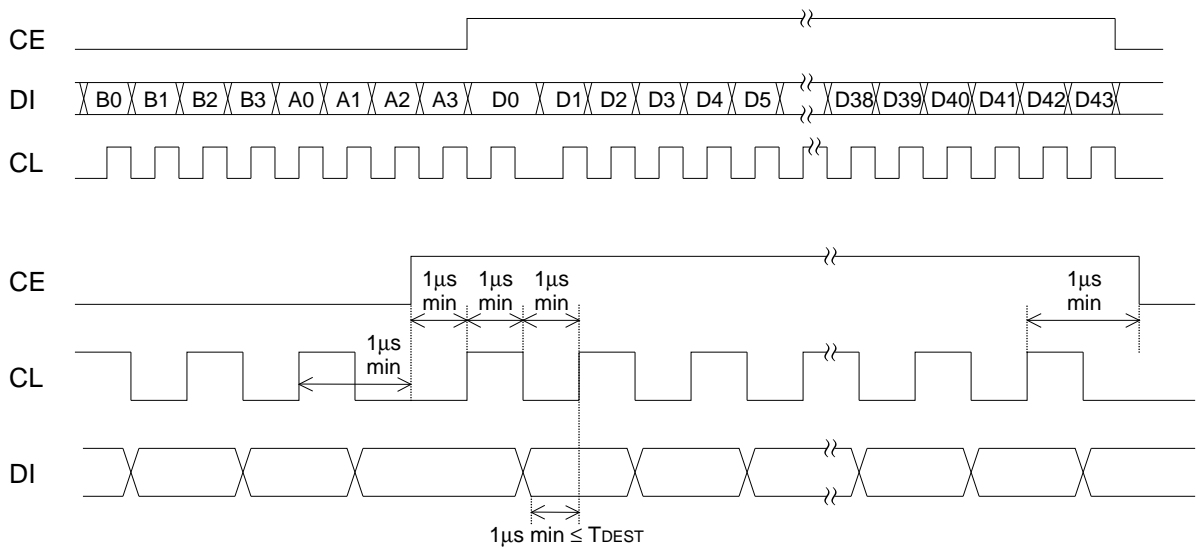 CE
DI B0 B1 B2 B3 A0 A1 A2 A3 D0 D1 D2 D3 D4 D5 D38 D39 D40 D41 D42 D43
CL
CE
1μs min 1μs min 1μs min 1μs min
CL
1μs min
DI
1μs min ≤ TDEST